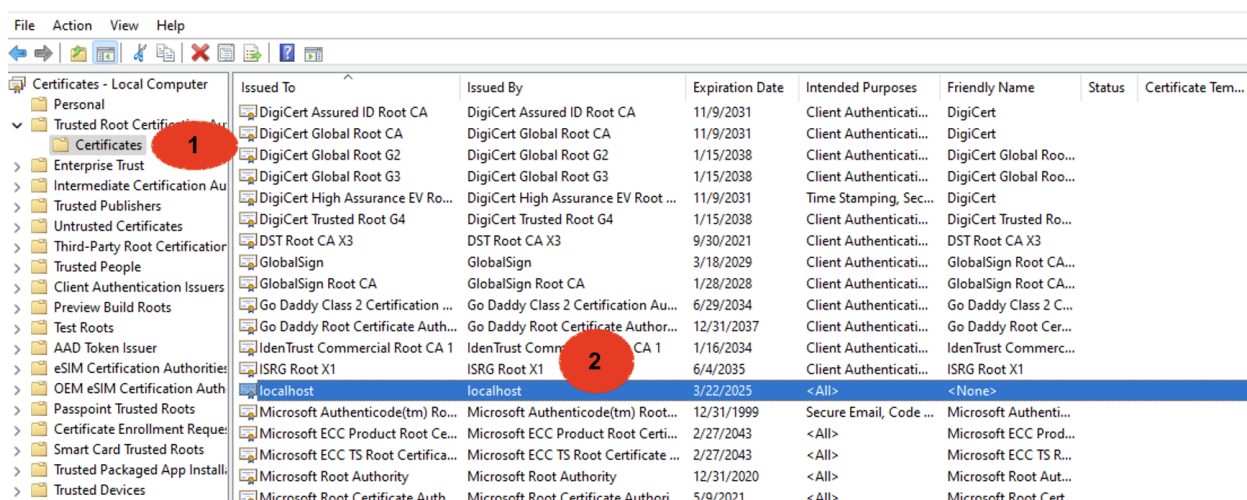 File Action View Help
Certificates - Local Computer
Personal
Trusted Root Certification Au
Certificates
1
Enterprise Trust
Intermediate Certification Au
Trusted Publishers
Untrusted Certificates
Third-Party Root Certification
Trusted People
Client Authentication Issuers
Preview Build Roots
Test Roots
AAD Token Issuer
eSIM Certification Authorities
OEM eSIM Certification Auth
Passpoint Trusted Roots
Certificate Enrollment Reques
Smart Card Trusted Roots
Trusted Packaged App Install
Trusted Devices
Issued To Issued By Expiration Date Intended Purposes Friendly Name Status Certificate Tem...
DigiCert Assured ID Root CA DigiCert Assured ID Root CA 11/9/2031 Client Authenticati... DigiCert
DigiCert Global Root CA DigiCert Global Root CA 11/9/2031 Client Authenticati... DigiCert
DigiCert Global Root G2 DigiCert Global Root G2 1/15/2038 Client Authenticati... DigiCert Global Roo...
DigiCert Global Root G3 DigiCert Global Root G3 1/15/2038 Client Authenticati... DigiCert Global Roo...
DigiCert High Assurance EV Ro... DigiCert High Assurance EV Root ... 11/9/2031 Time Stamping, Sec... DigiCert
DigiCert Trusted Root G4 DigiCert Trusted Root G4 1/15/2038 Client Authenticati... DigiCert Trusted Ro...
DST Root CA X3 DST Root CA X3 9/30/2021 Client Authenticati... DST Root CA X3
GlobalSign GlobalSign 3/18/2029 Client Authenticati... GlobalSign Root CA...
GlobalSign Root CA GlobalSign Root CA 1/28/2028 Client Authenticati... GlobalSign Root CA...
Go Daddy Class 2 Certification ... Go Daddy Class 2 Certification Au... 6/29/2034 Client Authenticati... Go Daddy Class 2 C...
Go Daddy Root Certificate Auth... Go Daddy Root Certificate Author... 12/31/2037 Client Authenticati... Go Daddy Root Cer...
IdenTrust Commercial Root CA 1 IdenTrust Comm CA 1 1/16/2034 Client Authenticati... IdenTrust Commerc...
2
ISRG Root X1 ISRG Root X1 6/4/2035 Client Authenticati... ISRG Root X1
localhost localhost 3/22/2025 <All> <None>
Microsoft Authenticode(tm) Ro... Microsoft Authenticode(tm) Root... 12/31/1999 Secure Email, Code ... Microsoft Authenti...
Microsoft ECC Product Root Ce... Microsoft ECC Product Root Certi... 2/27/2043 <All> Microsoft ECC Prod...
Microsoft ECC TS Root Certifica... Microsoft ECC TS Root Certificate ... 2/27/2043 <All> Microsoft ECC TS R...
Microsoft Root Authority Microsoft Root Authority 12/31/2020 <All> Microsoft Root Aut...
Microsoft Root Certificate Auth... Microsoft Root Certificate Authori... 5/9/2021 <All> Microsoft Root Cert...